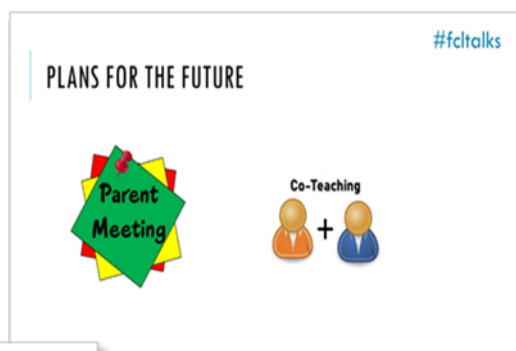 #fcltalks
PLANS FOR THE FUTURE
Parent
Meeting
Co-Teaching
+